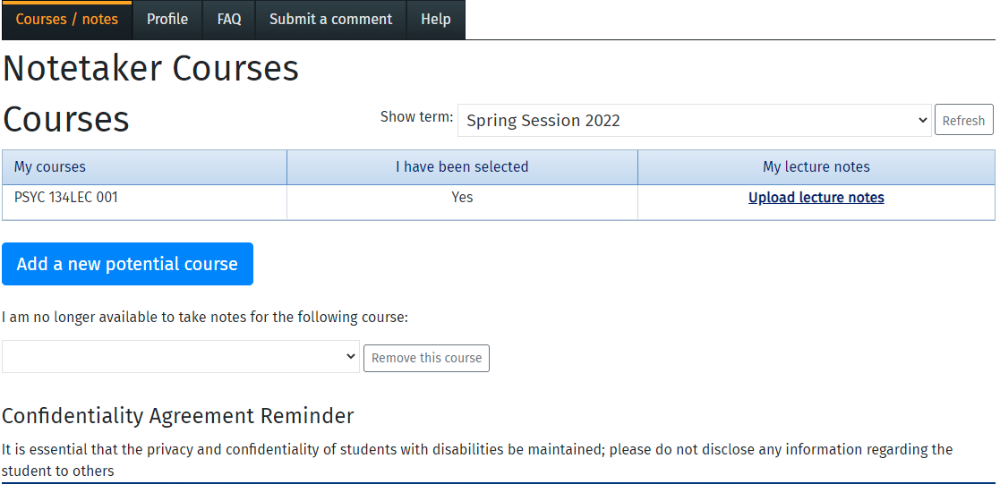 Courses / notes Profile FAQ Submit a comment Help
Notetaker Courses
Courses Show term: Spring Session 2022 Refresh
My courses I have been selected My lecture notes
PSYC 134LEC 001 Yes Upload lecture notes
Add a new potential course
I am no longer available to take notes for the following course:
Remove this course
Confidentiality Agreement Reminder
It is essential that the privacy and confidentiality of students with disabilities be maintained; please do not disclose any information regarding the
student to others